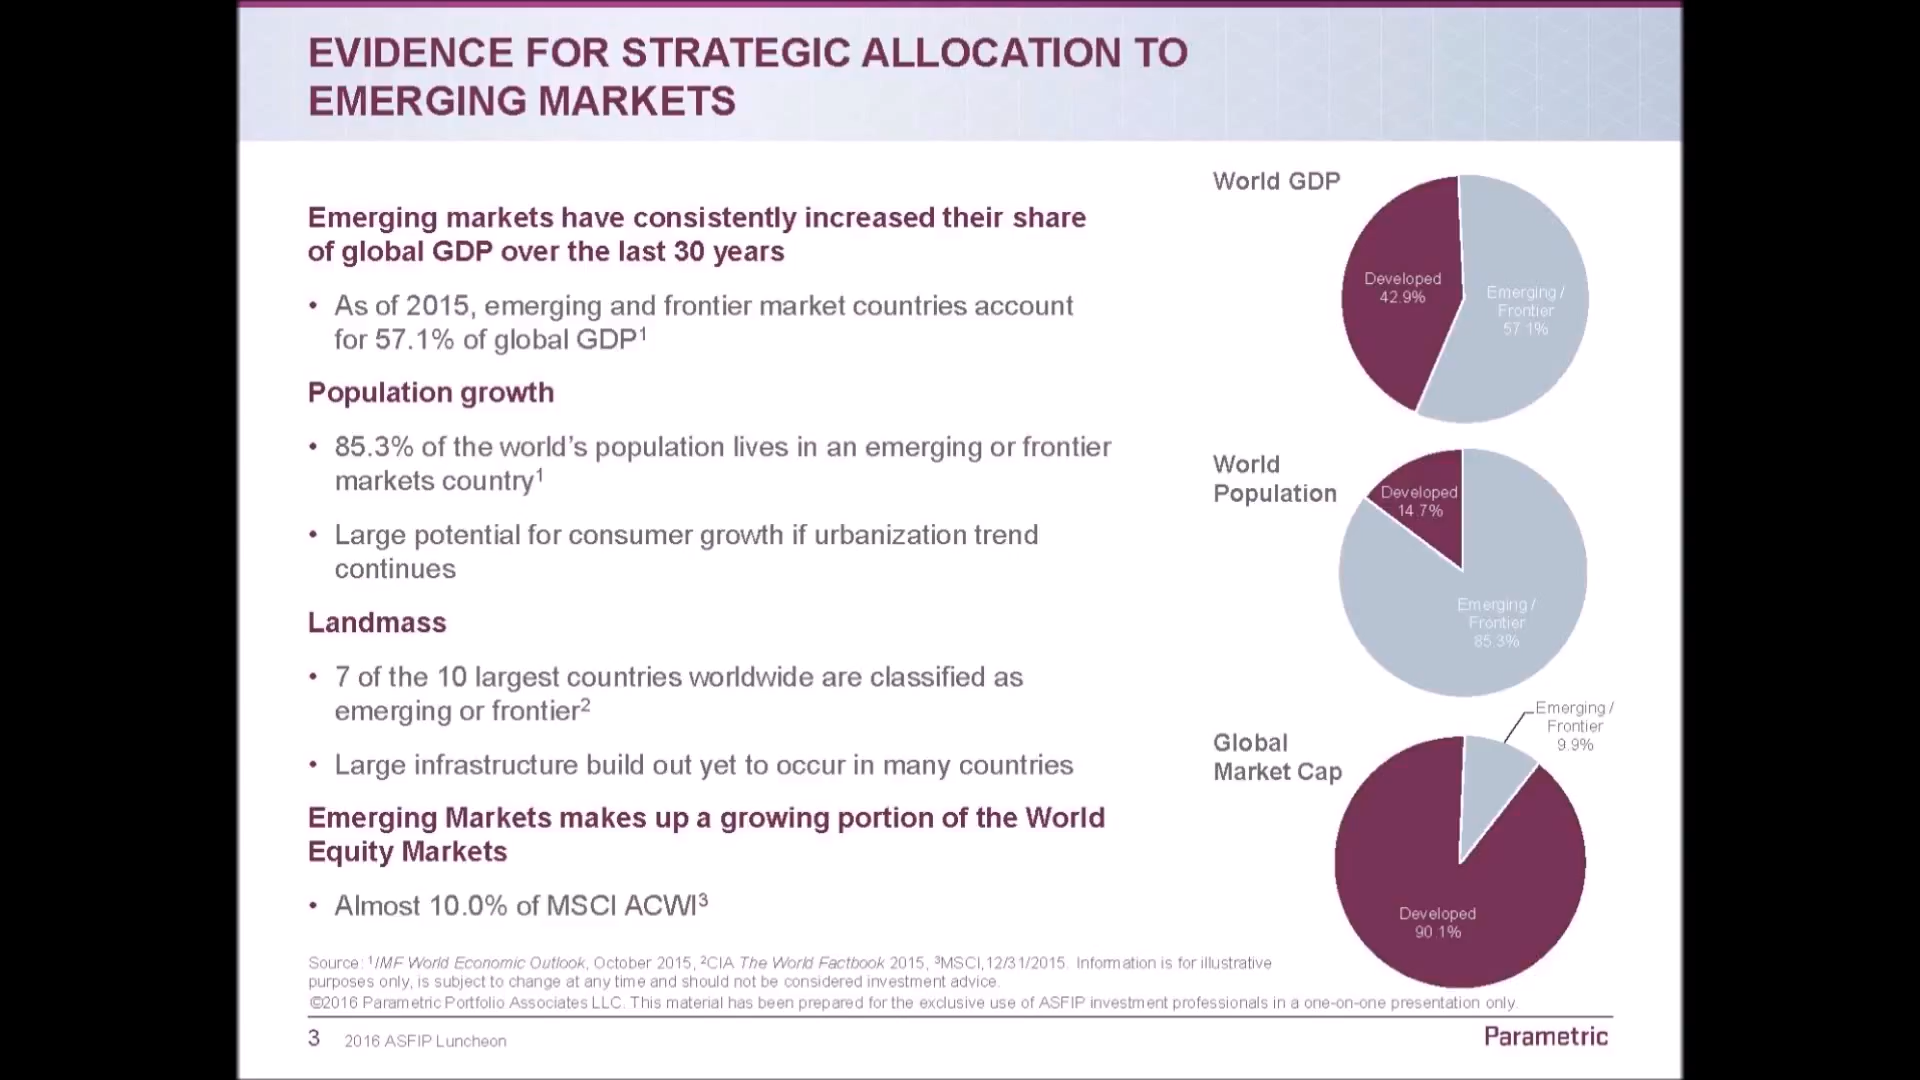 EVIDENCE FOR STRATEGIC ALLOCATION TO
EMERGING MARKETS
Emerging markets have consistently increased their share
of global GDP over the last 30 years
• As of 2015, emerging and frontier market countries account
for 57.1% of global GDP¹
Population growth
• 85.3% of the world's population lives in an emerging or frontier
markets country¹
• Large potential for consumer growth if urbanization trend
continues
Landmass
• 7 of the 10 largest countries worldwide are classified as
emerging or frontier²
• Large infrastructure build out yet to occur in many countries
Emerging Markets makes up a growing portion of the World
Equity Markets
• Almost 10.0% of MSCI ACWI³
World GDP
Developed
42.9%
Emerging /
Frontier
57.1%
World
Population
Developed
14.7%
Emerging /
Frontier
85.3%
Global
Market Cap
Emerging /
Frontier
9.9%
Developed
90.1%
Source: ¹IMF World Economic Outlook, October 2015, ²CIA The World Factbook 2015, ³MSCI,12/31/2015. Information is for illustrative
purposes only, is subject to change at any time and should not be considered investment advice.
©2016 Parametric Portfolio Associates LLC. This material has been prepared for the exclusive use of ASFIP investment professionals in a one-on-one presentation only.
3 2016 ASFIP Luncheon
Parametric